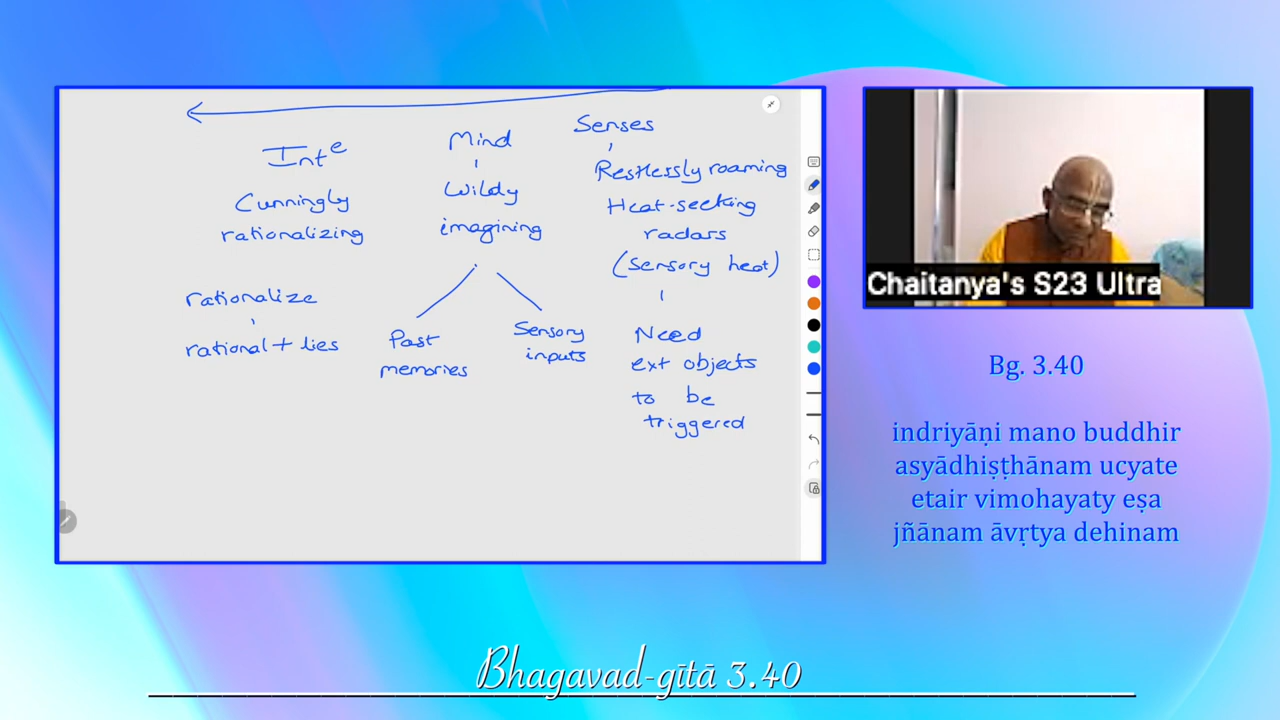 Int^e
Cunningly
rationalizing
rationalize
rational + lies
Mind
Wildy
imagining
Past
memories
Sensory
inputs
Senses
Restlessly roaming
Heat-seeking
radars
(Sensory heat)
Need
ext objects
to be
triggered
Chaitanya's S23 Ultra
Bg. 3.40
indriyāṇi mano buddhir
asyādhiṣṭhānam ucyate
etair vimohayaty eṣa
jñānam āvṛtya dehinam
Bhagavad-gītā 3.40